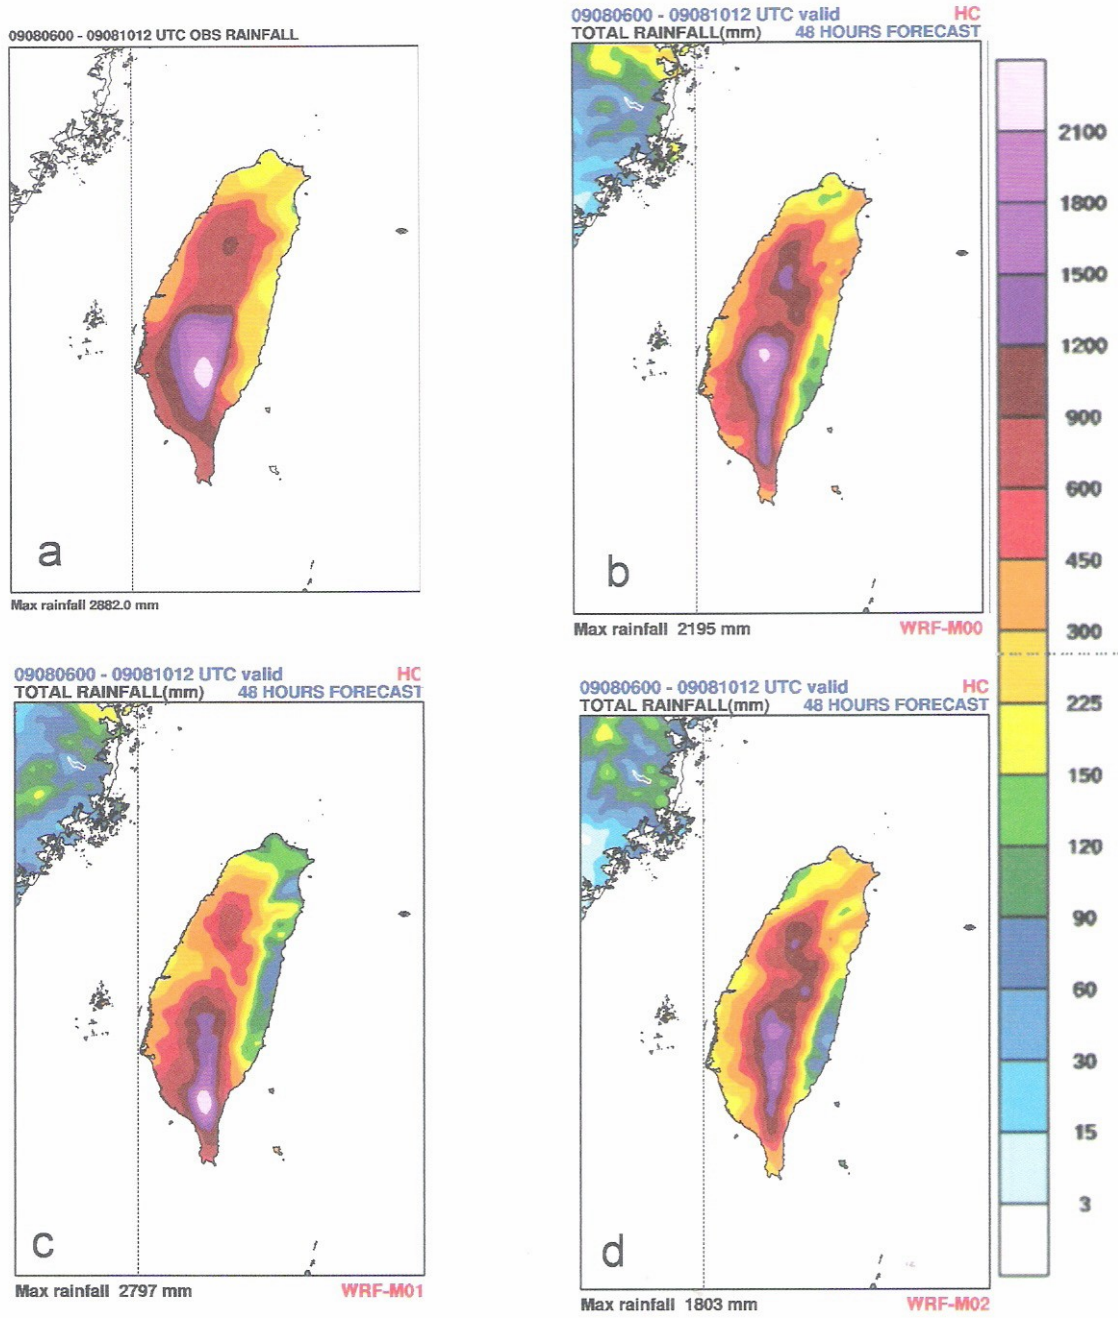 09080600 - 09081012 UTC OBS RAINFALL
a
Max rainfall 2882.0 mm
09080600 - 09081012 UTC valid HC
TOTAL RAINFALL(mm) 48 HOURS FORECAST
b
Max rainfall 2195 mm WRF-M00
09080600 - 09081012 UTC valid HC
TOTAL RAINFALL(mm) 48 HOURS FORECAST
c
Max rainfall 2797 mm WRF-M01
09080600 - 09081012 UTC valid HC
TOTAL RAINFALL(mm) 48 HOURS FORECAST
d
Max rainfall 1803 mm WRF-M02
2100
1800
1500
1200
900
600
450
300
225
150
120
90
60
30
15
3